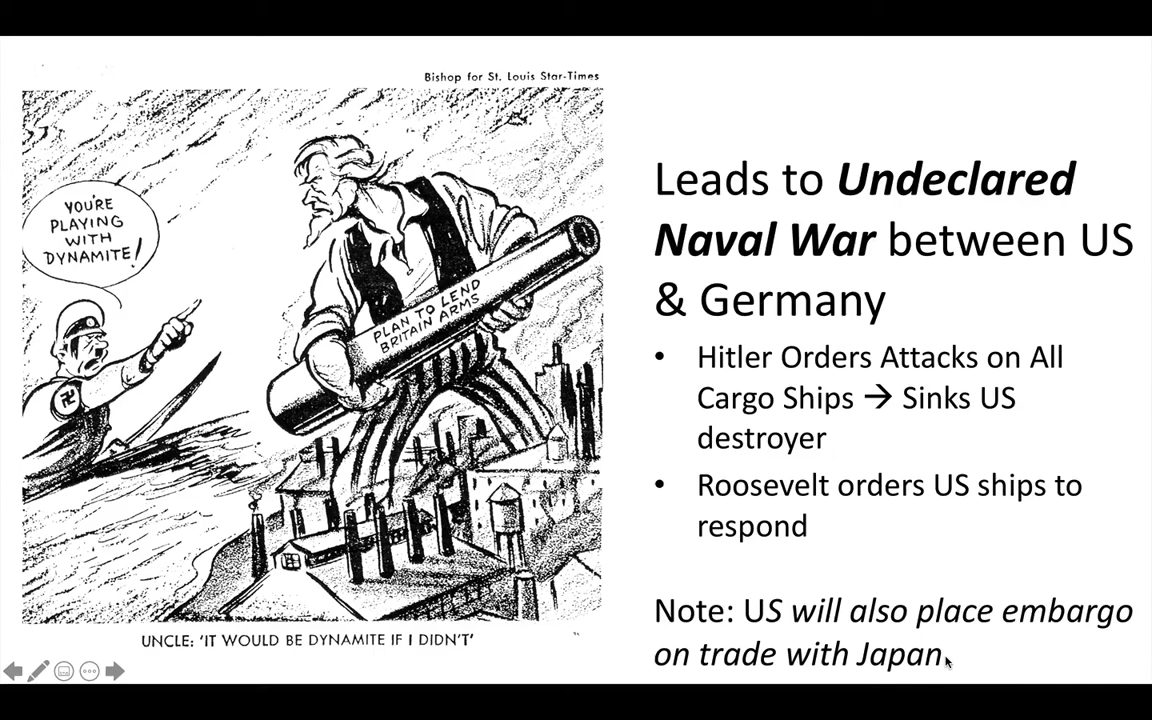 Bishop for St. Louis Star-Times
YOU'RE
PLAYING
WITH
DYNAMITE!
PLAN TO LEND
BRITAIN ARMS
UNCLE: 'IT WOULD BE DYNAMITE IF I DIDN'T'
Leads to Undeclared
Naval War between US
& Germany
• Hitler Orders Attacks on All
Cargo Ships → Sinks US
destroyer
• Roosevelt orders US ships to
respond
Note: US will also place embargo
on trade with Japan